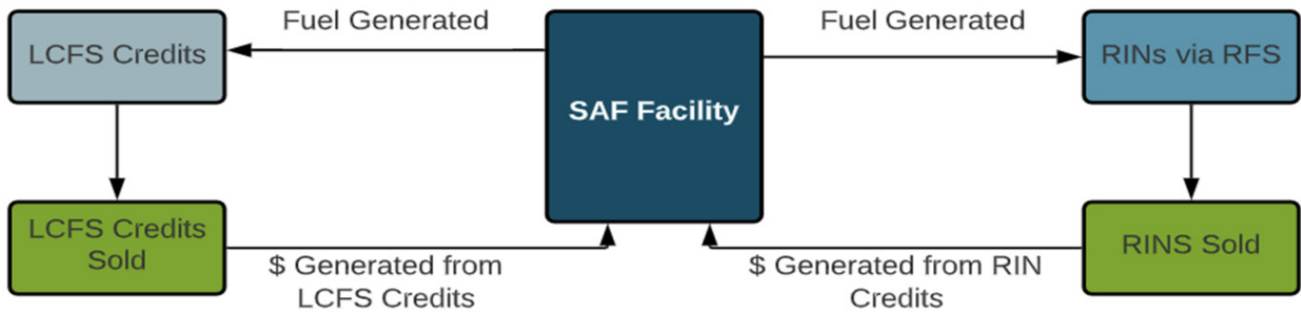 Fuel Generated
Fuel Generated
LCFS Credits
SAF Facility
RINs via RFS
LCFS Credits
Sold
$ Generated from
LCFS Credits
$ Generated from RIN
Credits
RINS Sold